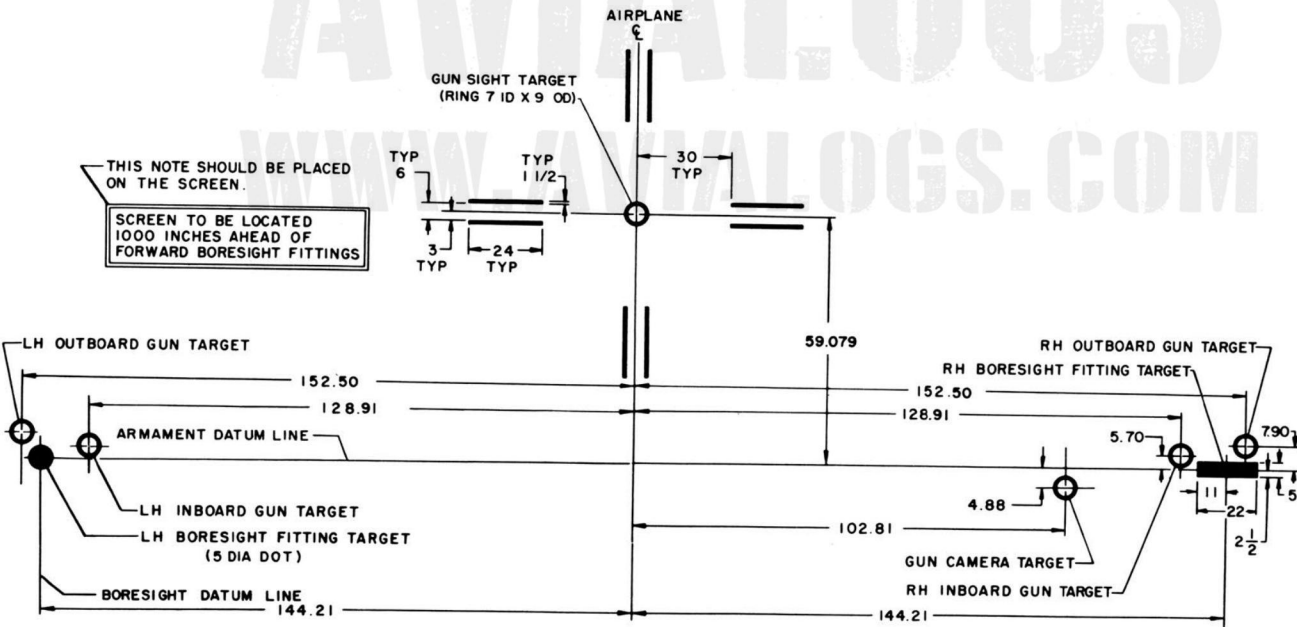 AVIALOGS
WWW.AVIALOGS.COM
AIRPLANE
℄
GUN SIGHT TARGET
(RING 7 ID X 9 OD)
THIS NOTE SHOULD BE PLACED
ON THE SCREEN.
SCREEN TO BE LOCATED
1000 INCHES AHEAD OF
FORWARD BORESIGHT FITTINGS
TYP
6
TYP
1 1/2
30
TYP
3
TYP
24
TYP
59.079
LH OUTBOARD GUN TARGET
RH OUTBOARD GUN TARGET
RH BORESIGHT FITTING TARGET
152.50
152.50
128.91
128.91
ARMAMENT DATUM LINE
5.70
7.90
4.88
11
22
5
2 1/2
LH INBOARD GUN TARGET
102.81
LH BORESIGHT FITTING TARGET
(5 DIA DOT)
GUN CAMERA TARGET
RH INBOARD GUN TARGET
BORESIGHT DATUM LINE
144.21
144.21